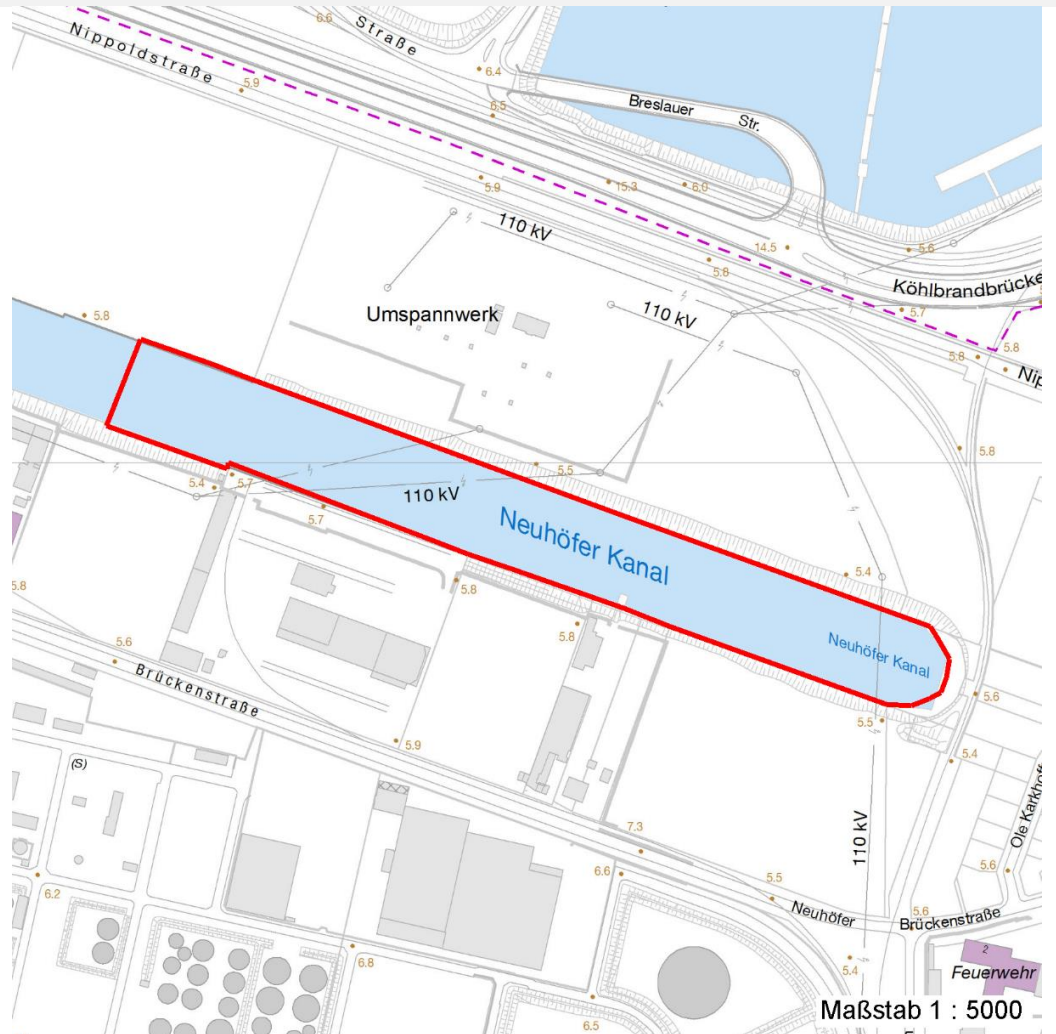 6.6
Straße
Nippoldstraße
6.4
5.9
6.5
Breslauer
Str.
5.9
15.3
6.0
110 kV
14.5
5.6
5.8
Köhlbrandbrücke
5.8
Umspannwerk
110 kV
5.7
5.8
5.8
Nip
5.8
5.5
5.4
5.7
110 kV
5.7
Neuhöfer Kanal
5.4
5.8
5.8
5.8
Neuhöfer Kanal
5.6
Brückenstraße
5.6
5.5
5.9
5.4
(S)
Ole Karkhoff
7.3
110 kV
6.2
6.6
5.5
5.6
Neuhöfer
5.6
Brückenstraße
6.8
5.4
2
Feuerwehr
6.5
Maßstab 1 : 5000